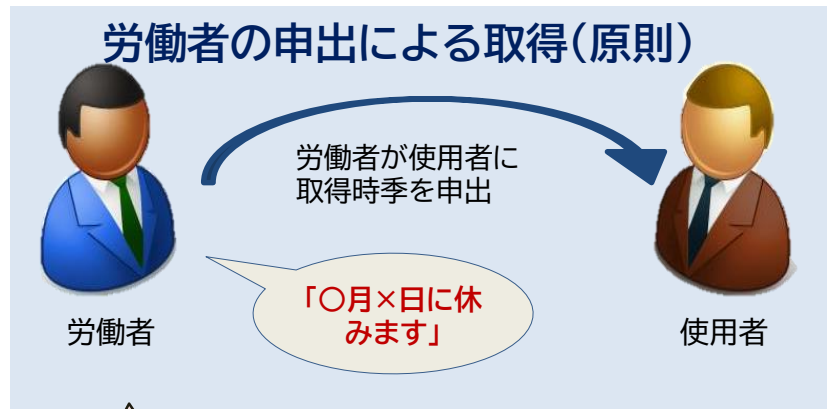 労働者の申出による取得(原則)
労働者が使用者に
取得時季を申出
「○月×日に休
みます」
労働者
使用者